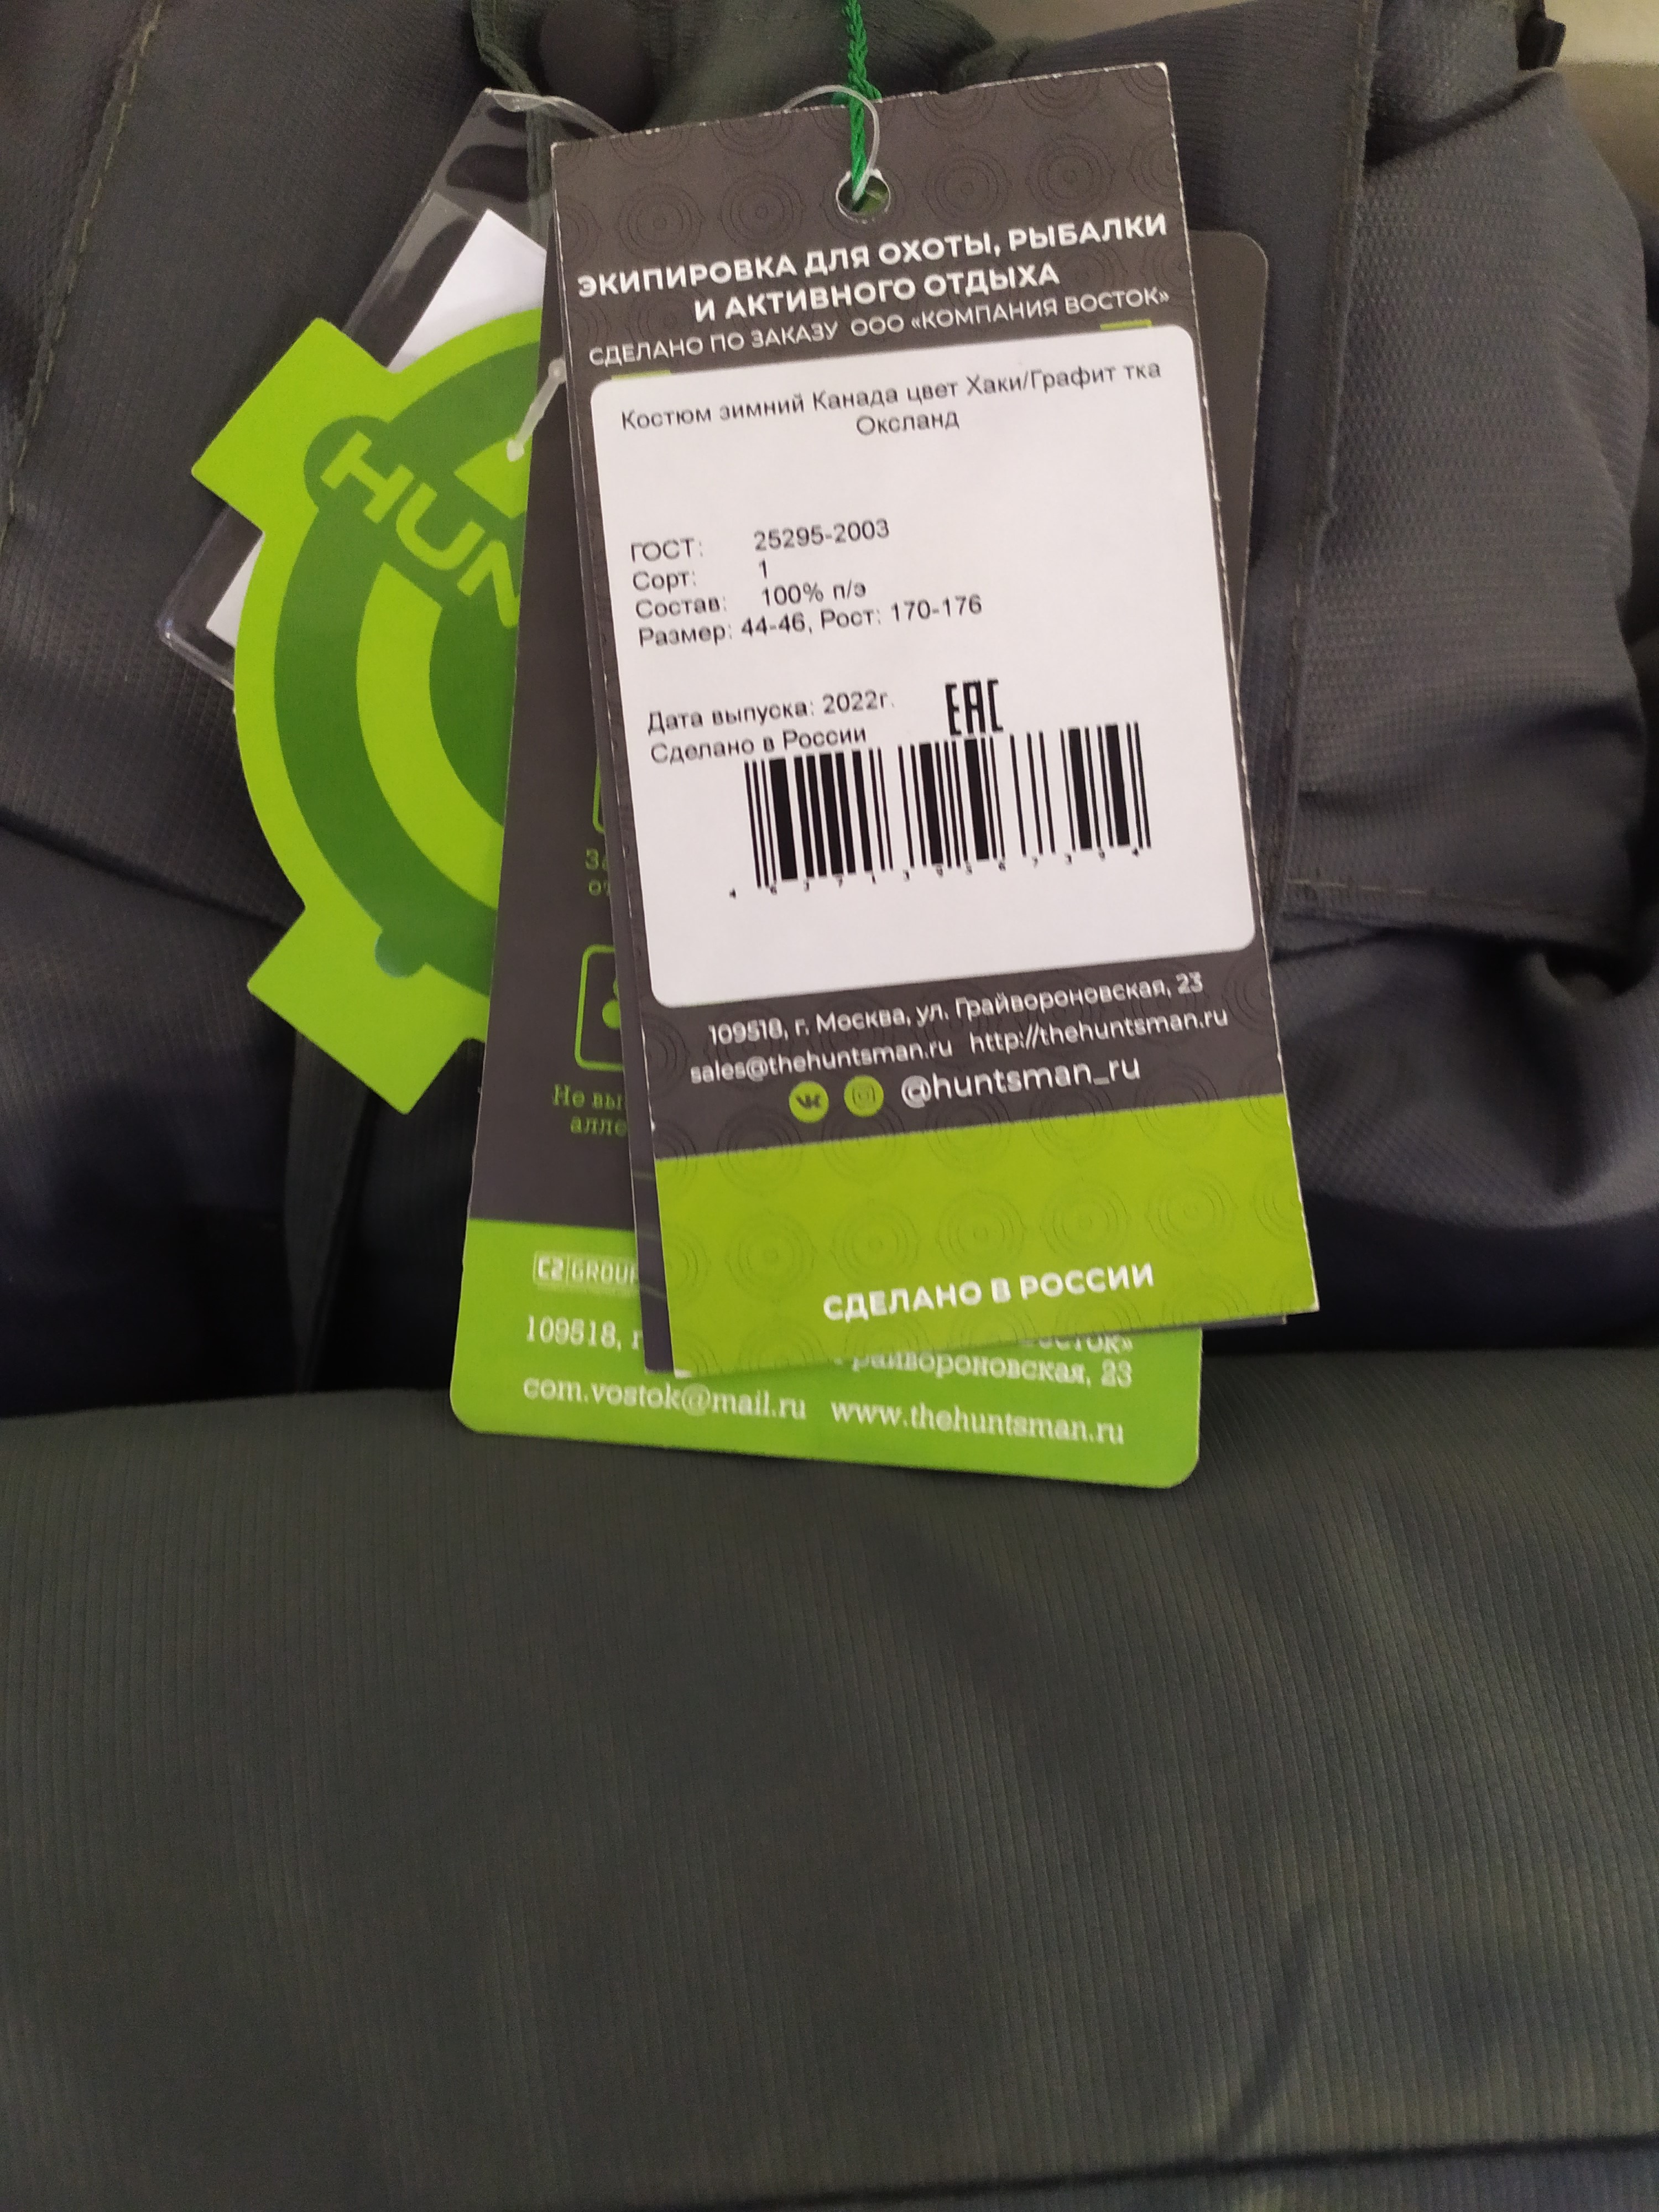 ЭКИПИРОВКА ДЛЯ ОХОТЫ, РЫБАЛКИ
И АКТИВНОГО ОТДЫХА
СДЕЛАНО ПО ЗАКАЗУ ООО «КОМПАНИЯ ВОСТОК»
Костюм зимний Канада цвет Хаки/Графит тка
Оксланд
ГОСТ: 25295-2003
Сорт: 1
Состав: 100% п/э
Размер: 44-46, Рост: 170-176
Дата выпуска: 2022г.
EAC
Сделано в России
109518, г. Москва, ул. Грайвороновская, 23
sales@thehuntsman.ru http://thehuntsman.ru
@huntsman_ru
СДЕЛАНО В РОССИИ
HUN
Не вы
алле
C2 GROUP
109518, г
Грайвороновская, 23
com.vostok@mail.ru www.thehuntsman.ru